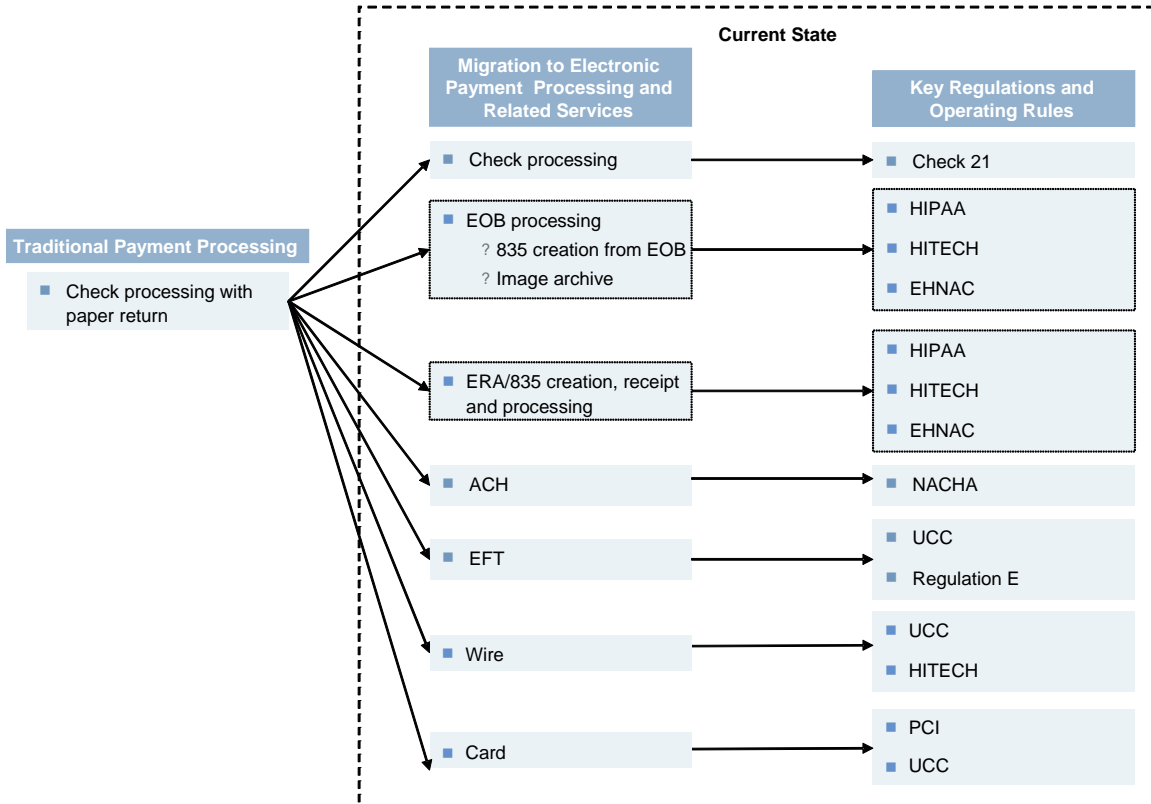 Current State
Migration to Electronic
Payment Processing and
Related Services
Key Regulations and
Operating Rules
Traditional Payment Processing
■ Check processing with
paper return
■ Check processing
■ Check 21
■ EOB processing
? 835 creation from EOB
? Image archive
■ HIPAA
■ HITECH
■ EHNAC
■ ERA/835 creation, receipt
and processing
■ HIPAA
■ HITECH
■ EHNAC
■ ACH
■ NACHA
■ EFT
■ UCC
■ Regulation E
■ Wire
■ UCC
■ HITECH
■ Card
■ PCI
■ UCC